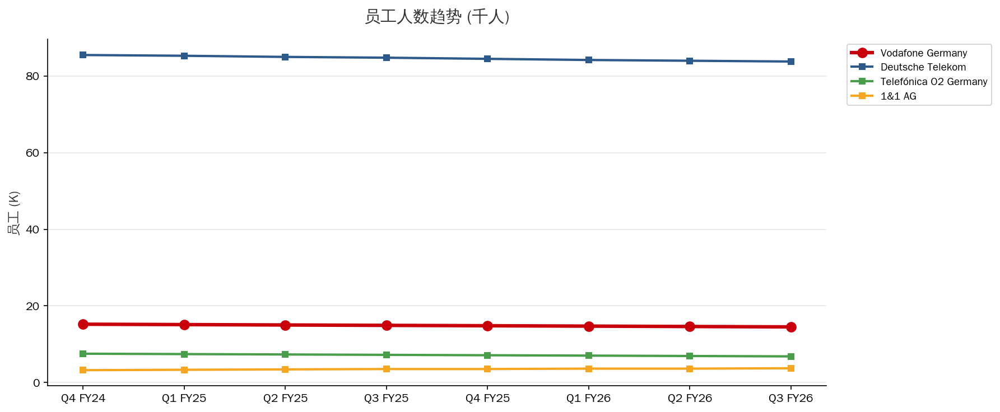 员工人数趋势 (千人)
员工 (K)
80
60
40
20
0
Q4 FY24
Q1 FY25
Q2 FY25
Q3 FY25
Q4 FY25
Q1 FY26
Q2 FY26
Q3 FY26
Vodafone Germany
Deutsche Telekom
Telefónica O2 Germany
1&1 AG